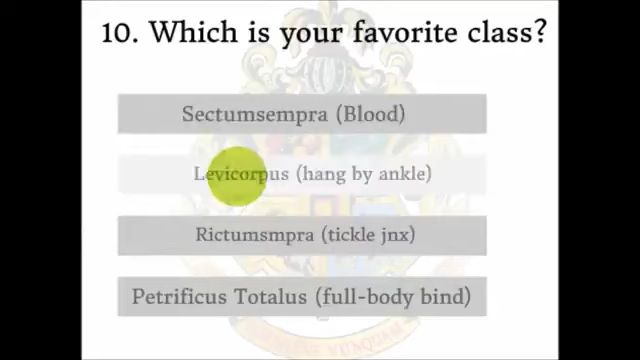 10. Which is your favorite class?
Sectumsempra (Blood)
Levicorpus (hang by ankle)
Rictumsmpra (tickle jnx)
Petrificus Totalus (full-body bind)